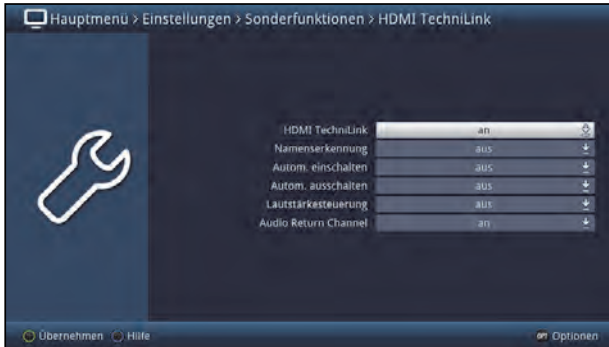 Hauptmenü > Einstellungen > Sonderfunktionen > HDMI TechniLink
HDMI TechniLink an
Namenserkennung aus
Autom. einschalten aus
Autom. ausschalten aus
Lautstärkesteuerung aus
Audio Return Channel an
Übernehmen Hilfe OPT Optionen